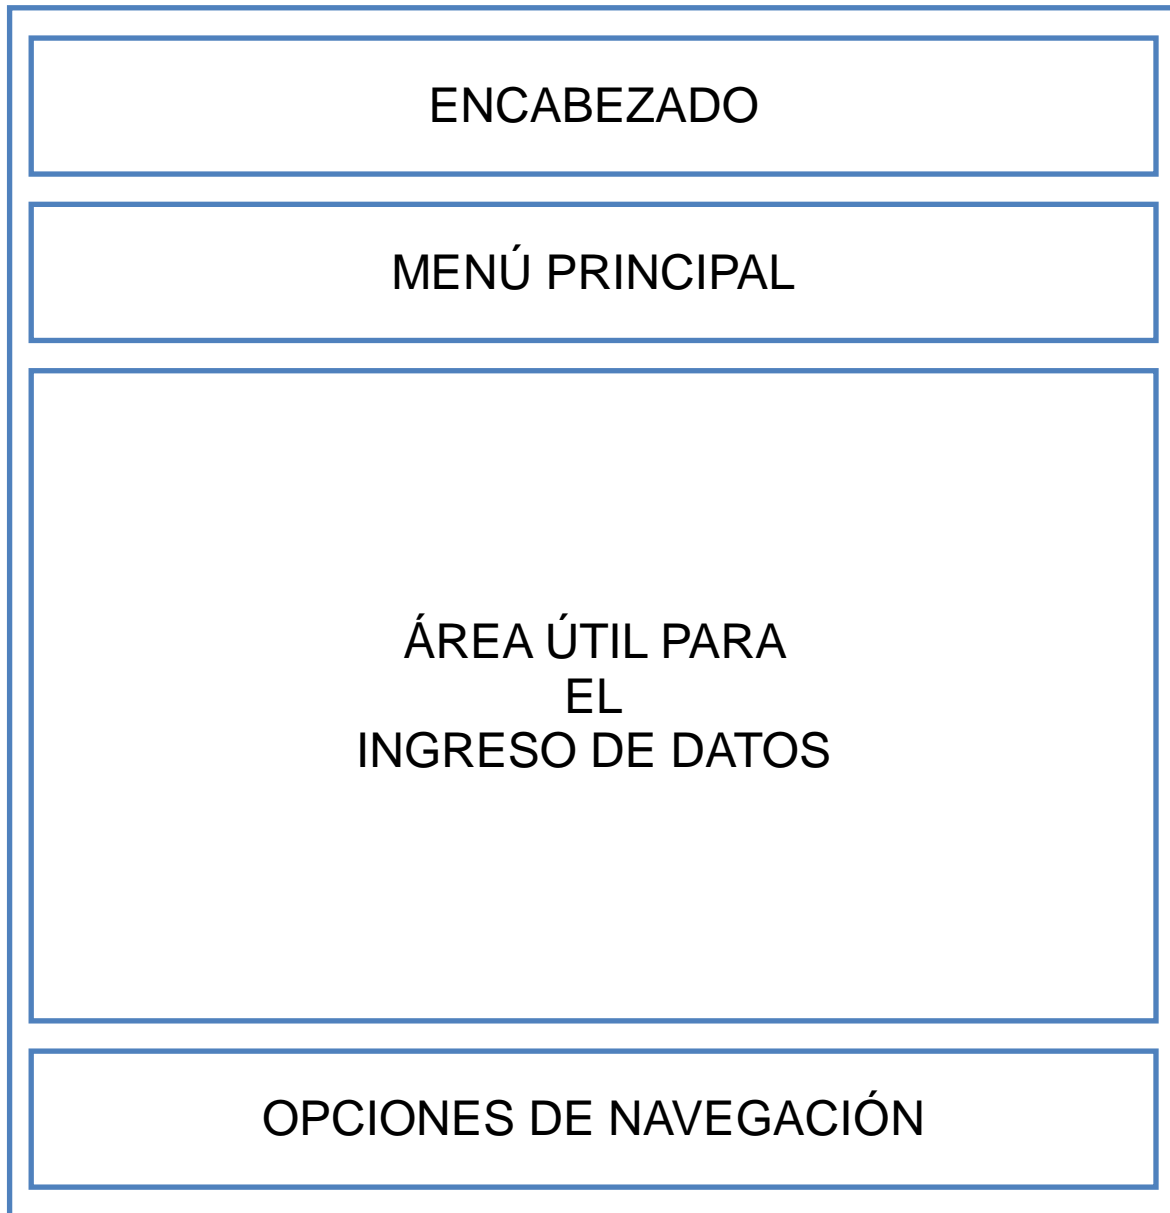 ENCABEZADO
MENÚ PRINCIPAL
ÁREA ÚTIL PARA
EL
INGRESO DE DATOS
OPCIONES DE NAVEGACIÓN